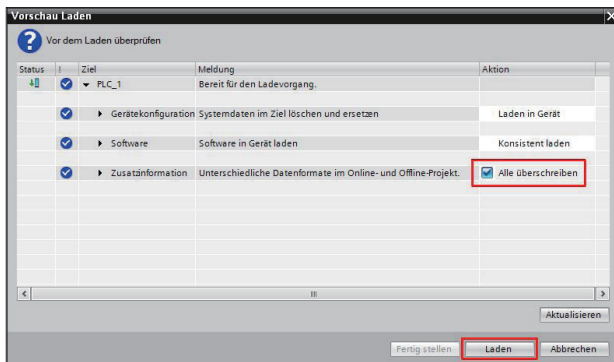 Vorschau Laden
Vor dem Laden überprüfen
Status ! Ziel Meldung Aktion
PLC_1 Bereit für den Ladevorgang.
Gerätekonfiguration Systemdaten im Ziel löschen und ersetzen Laden in Gerät
Software Software in Gerät laden Konsistent laden
Zusatzinformation Unterschiedliche Datenformate im Online- und Offline-Projekt. Alle überschreiben
Aktualisieren
Fertig stellen Laden Abbrechen